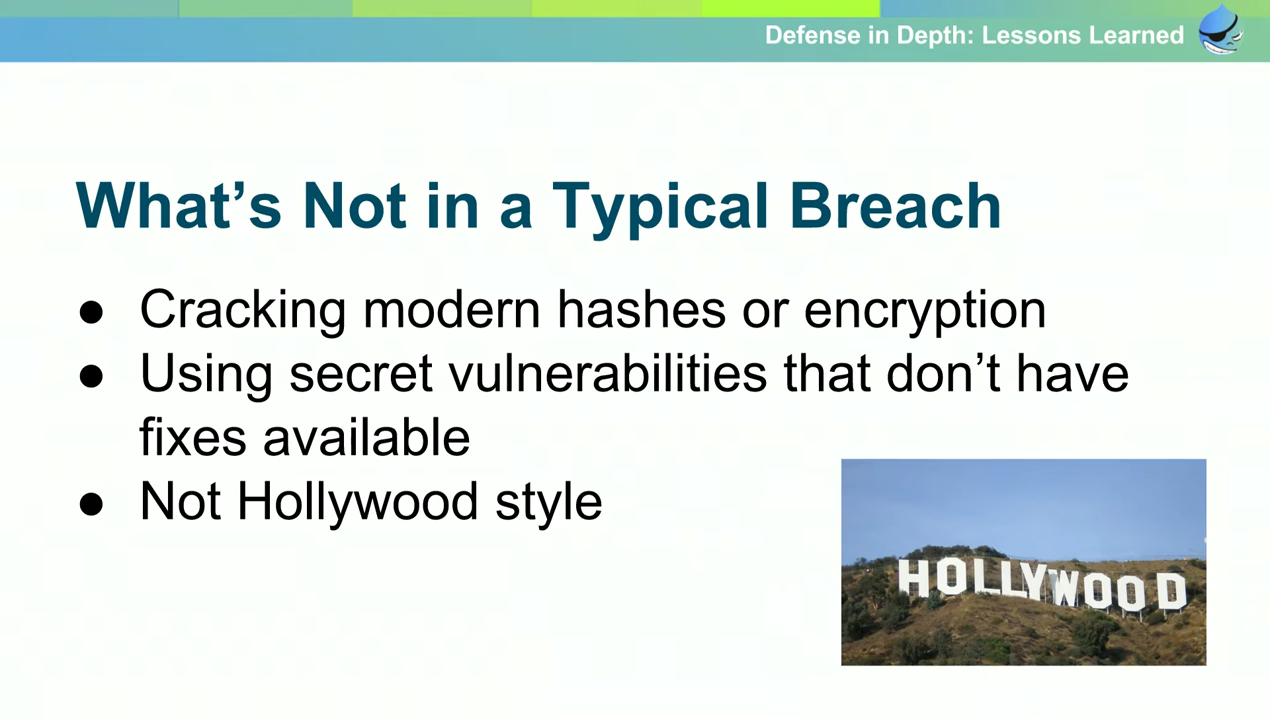 Defense in Depth: Lessons Learned
What’s Not in a Typical Breach
● Cracking modern hashes or encryption
● Using secret vulnerabilities that don’t have
fixes available
● Not Hollywood style
HOLLYWOOD